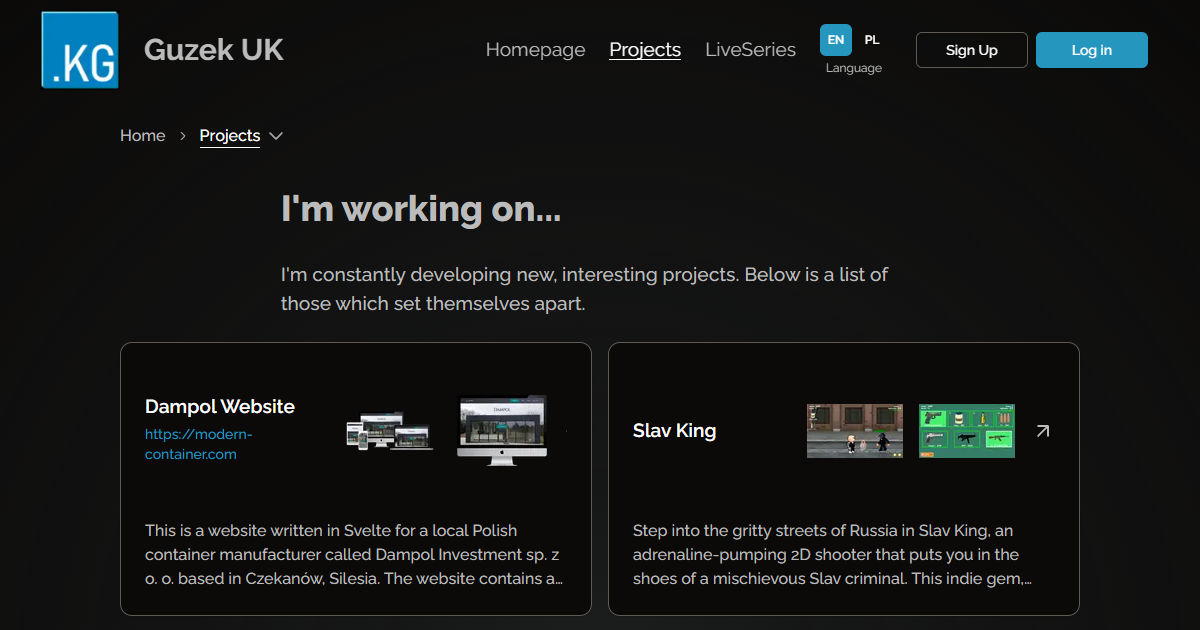 .KG
Guzek UK
Homepage
Projects
LiveSeries
EN
PL
Language
Sign Up
Log in
Home
Projects
I'm working on...
I'm constantly developing new, interesting projects. Below is a list of
those which set themselves apart.
Dampol Website
https://modern-
container.com
This is a website written in Svelte for a local Polish
container manufacturer called Dampol Investment sp. z
o. o. based in Czekanów, Silesia. The website contains a...
Slav King
Step into the gritty streets of Russia in Slav King, an
adrenaline-pumping 2D shooter that puts you in the
shoes of a mischievous Slav criminal. This indie gem,...